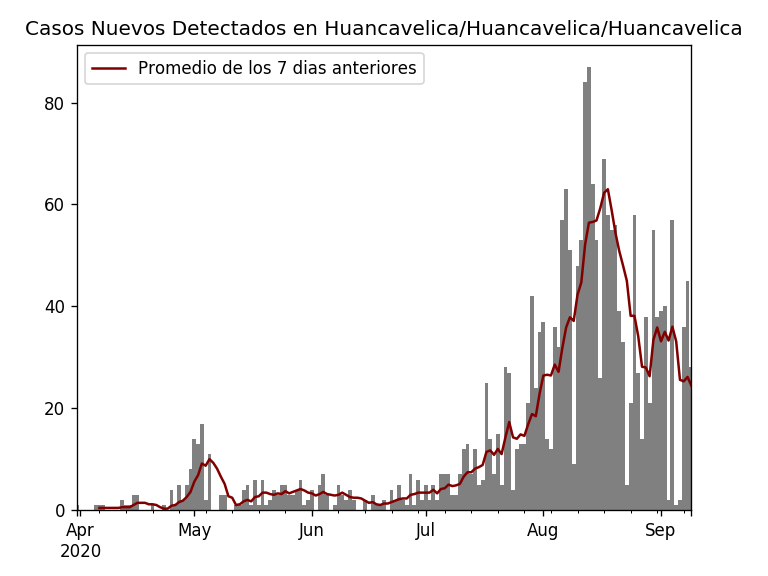 Casos Nuevos Detectados en Huancavelica/Huancavelica/Huancavelica
Promedio de los 7 dias anteriores
80
60
40
20
0
Apr May Jun Jul Aug Sep
2020